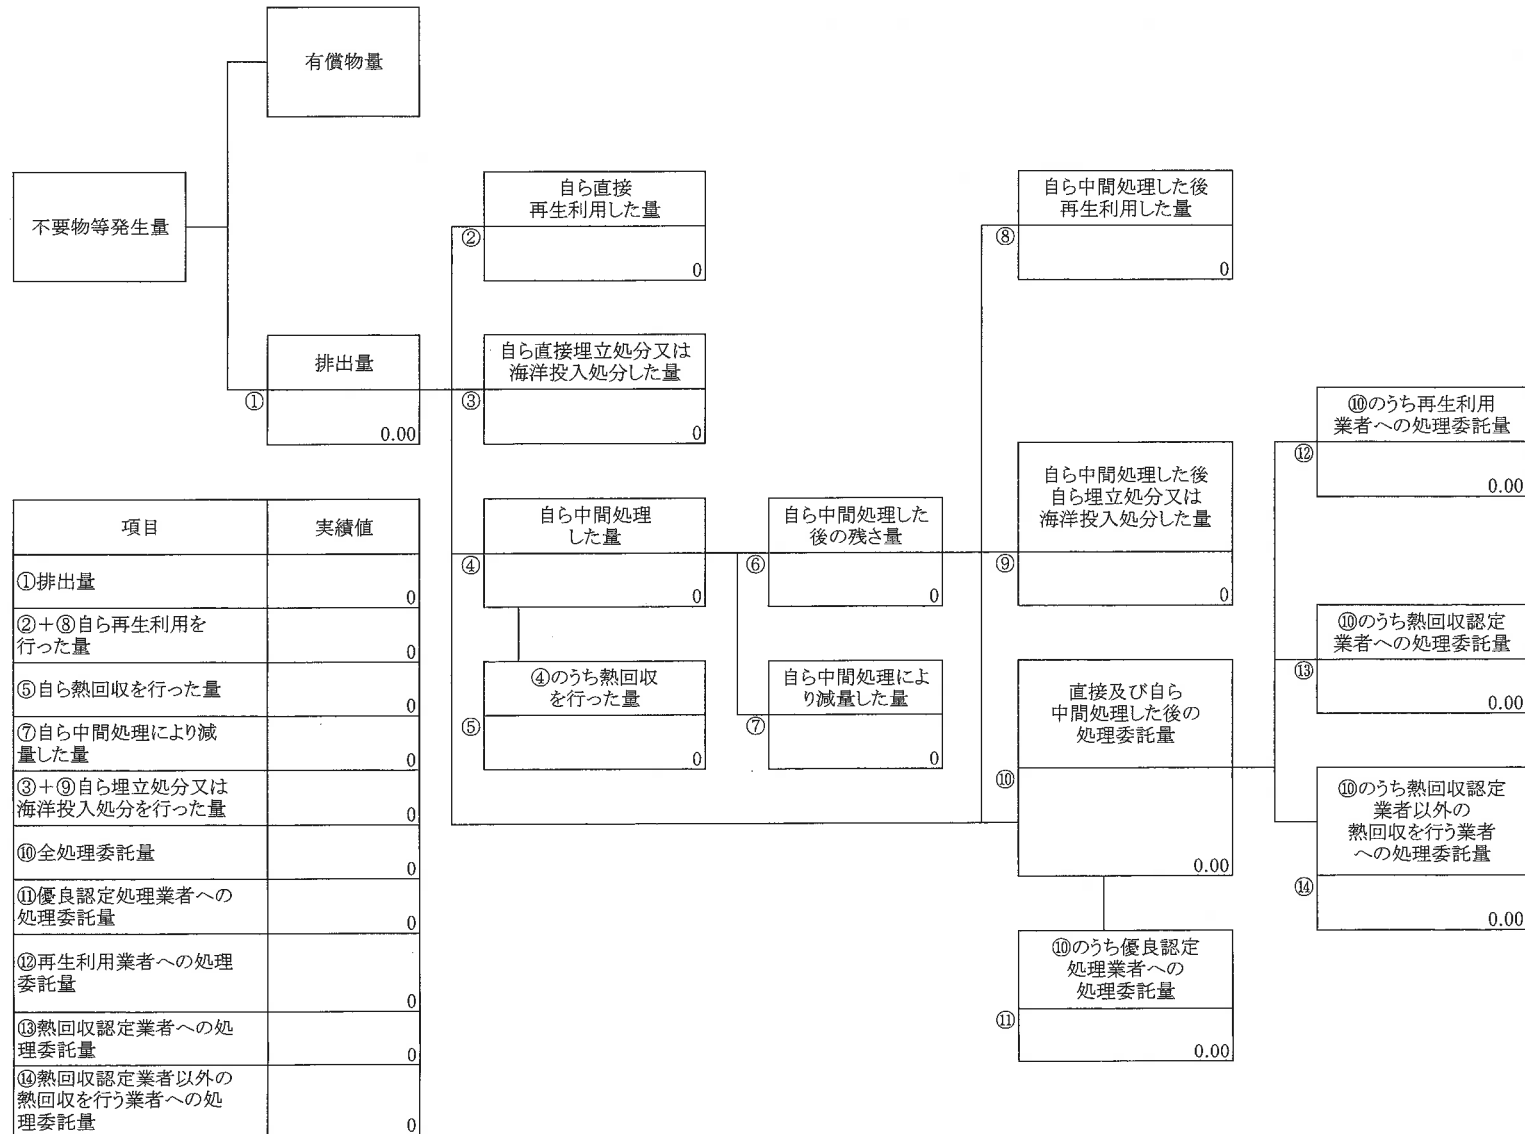 有償物量
不要物等発生量
排出量
①
0.00
自ら直接
再生利用した量
②
0
自ら直接埋立処分又は
海洋投入処分した量
③
0
自ら中間処理
した量
④
0
④のうち熱回収
を行った量
⑤
0
自ら中間処理した
後の残さ量
⑥
0
自ら中間処理によ
り減量した量
⑦
0
自ら中間処理した後
再生利用した量
⑧
0
自ら中間処理した後
自ら埋立処分又は
海洋投入処分した量
⑨
0
直接及び自ら
中間処理した後の
処理委託量
⑩
0.00
⑩のうち優良認定
処理業者への
処理委託量
⑪
0.00
⑩のうち再生利用
業者への処理委託量
⑫
0.00
⑩のうち熱回収認定
業者への処理委託量
⑬
0.00
⑩のうち熱回収認定
業者以外の
熱回収を行う業者
への処理委託量
⑭
0.00
項目 実績値
①排出量 0
②+⑧自ら再生利用を
行った量 0
⑤自ら熱回収を行った量 0
⑦自ら中間処理により減
量した量 0
③+⑨自ら埋立処分又は
海洋投入処分を行った量 0
⑩全処理委託量 0
⑪優良認定処理業者への
処理委託量 0
⑫再生利用業者への処理
委託量 0
⑬熱回収認定業者への処
理委託量 0
⑭熱回収認定業者以外の
熱回収を行う業者への処
理委託量 0